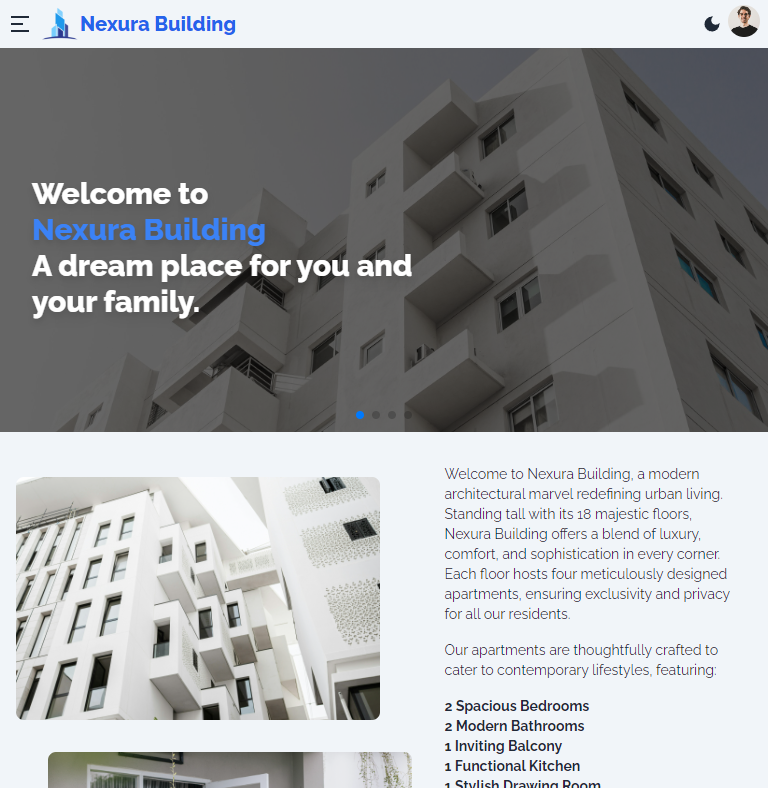 Nexura Building
Welcome to
Nexura Building
A dream place for you and
your family.
Welcome to Nexura Building, a modern
architectural marvel redefining urban living.
Standing tall with its 18 majestic floors,
Nexura Building offers a blend of luxury,
comfort, and sophistication in every corner.
Each floor hosts four meticulously designed
apartments, ensuring exclusivity and privacy
for all our residents.
Our apartments are thoughtfully crafted to
cater to contemporary lifestyles, featuring:
2 Spacious Bedrooms
2 Modern Bathrooms
1 Inviting Balcony
1 Functional Kitchen
1 Stylish Drawing Room